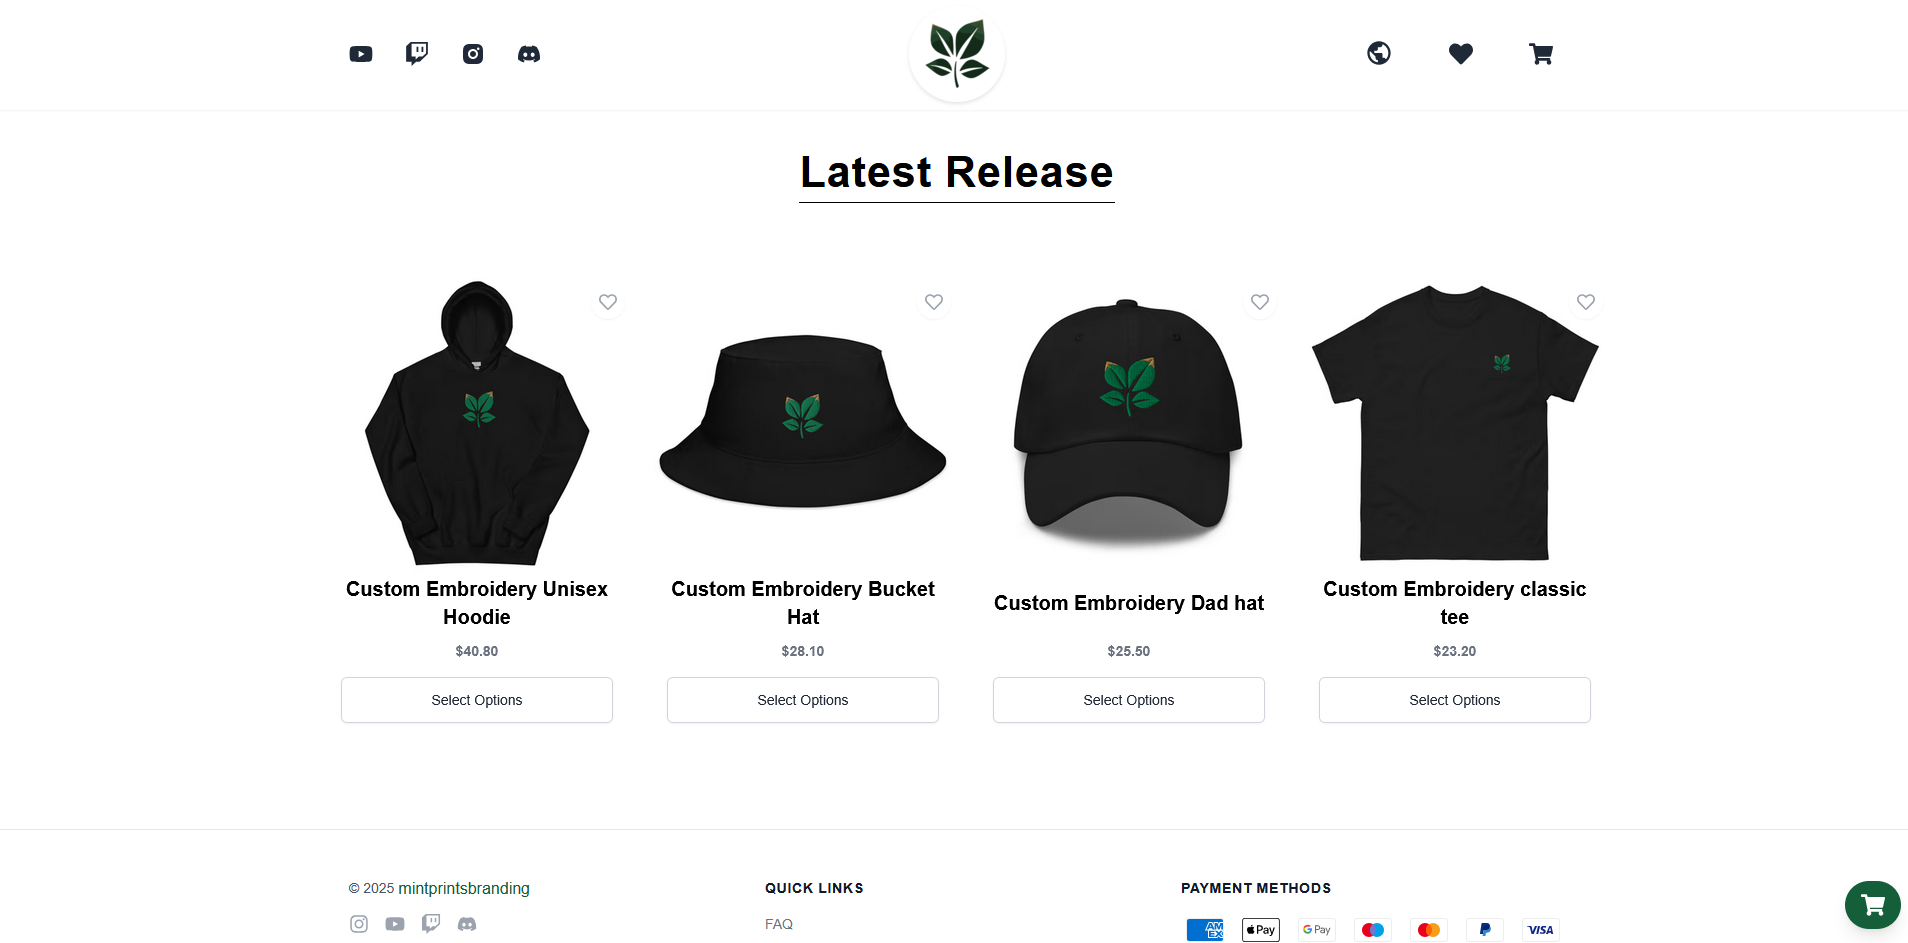 Latest Release
Custom Embroidery Unisex
Hoodie
$40.80
Select Options
Custom Embroidery Bucket
Hat
$28.10
Select Options
Custom Embroidery Dad hat
$25.50
Select Options
Custom Embroidery classic
tee
$23.20
Select Options
© 2025 mintprintsbranding
QUICK LINKS
FAQ
PAYMENT METHODS
AMEX
Pay
G Pay
VISA